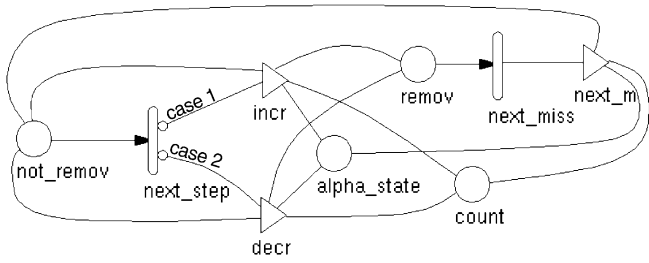 case 1
incr
remov
next_miss
next_m
not_remov
case 2
next_step
alpha_state
count
decr